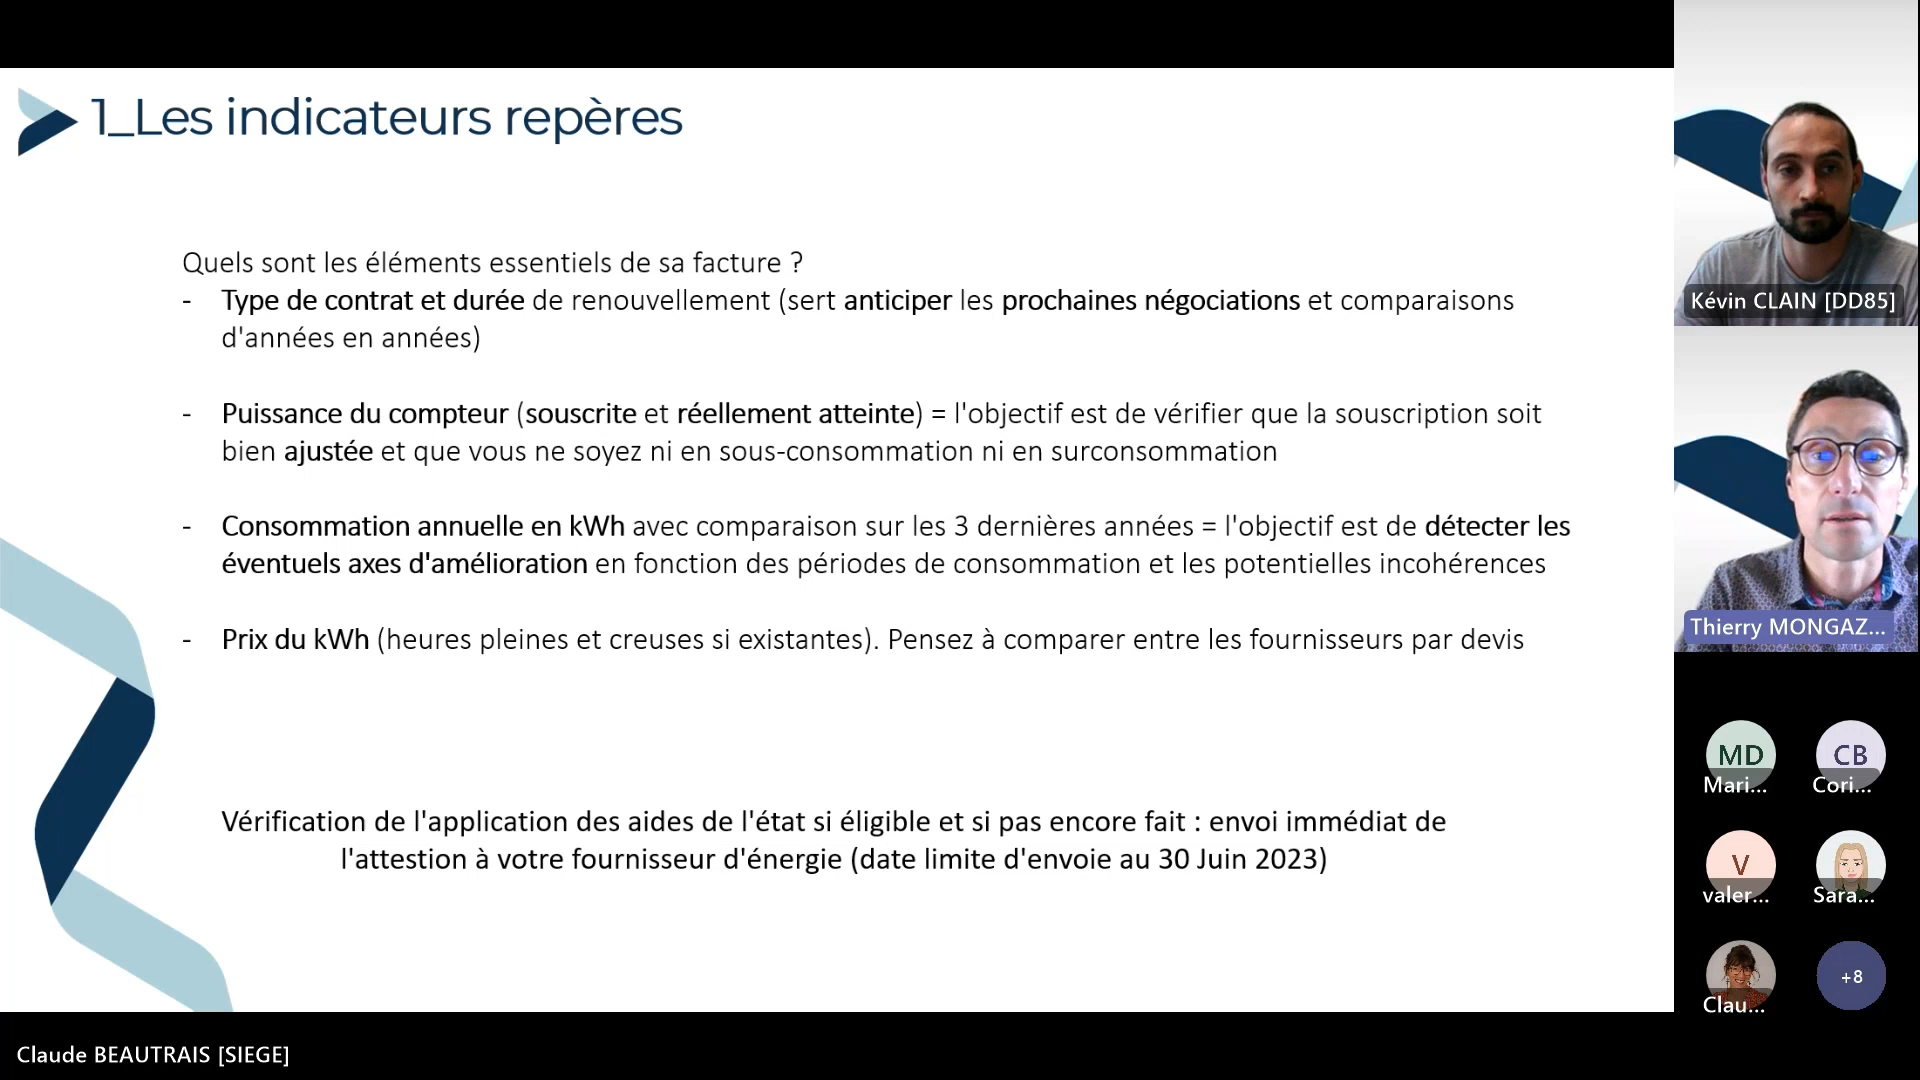 1_Les indicateurs repères
Quels sont les éléments essentiels de sa facture ?
- Type de contrat et durée de renouvellement (sert anticiper les prochaines négociations et comparaisons
d'années en années)
- Puissance du compteur (souscrite et réellement atteinte) = l'objectif est de vérifier que la souscription soit
bien ajustée et que vous ne soyez ni en sous-consommation ni en surconsommation
- Consommation annuelle en kWh avec comparaison sur les 3 dernières années = l'objectif est de détecter les
éventuels axes d'amélioration en fonction des périodes de consommation et les potentielles incohérences
- Prix du kWh (heures pleines et creuses si existantes). Pensez à comparer entre les fournisseurs par devis
Vérification de l'application des aides de l'état si éligible et si pas encore fait : envoi immédiat de
l'attestion à votre fournisseur d'énergie (date limite d'envoie au 30 Juin 2023)
Kévin CLAIN [DD85]
Thierry MONGAZ...
MD
Mari...
CB
Cori...
V
valer...
Sara...
Clau...
+8
Claude BEAUTRAIS [SIEGE]